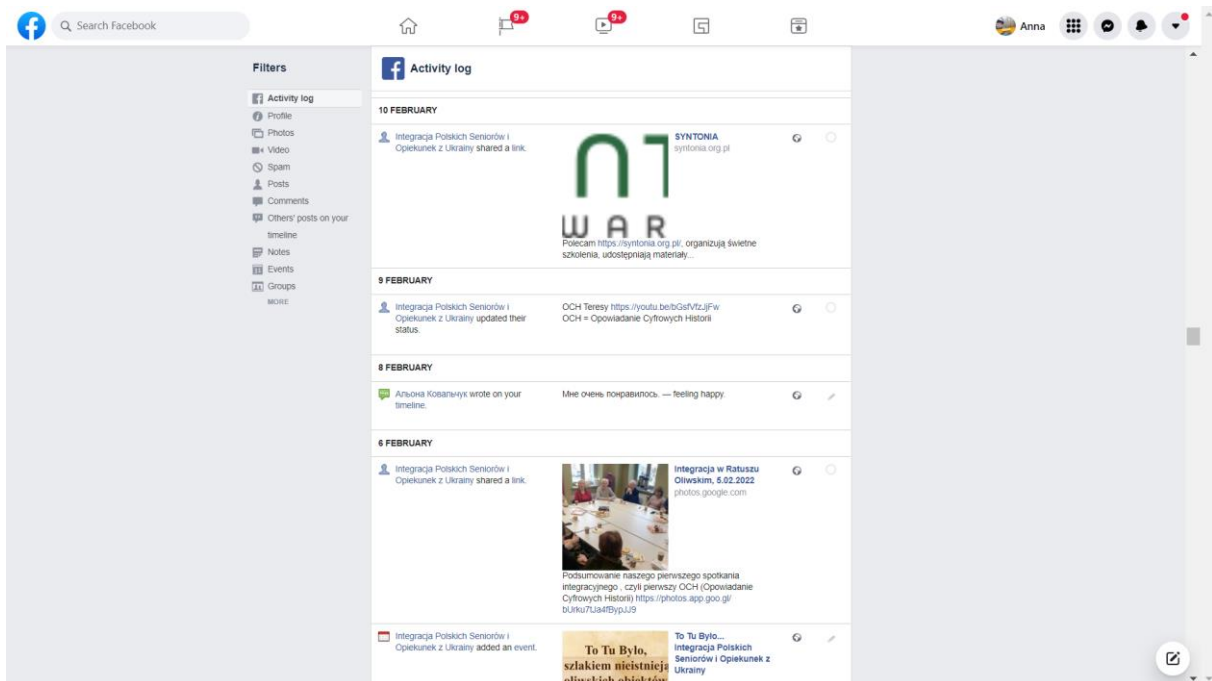 Search Facebook
9+
9+
Anna
Filters
Activity log
Profile
Photos
Video
Spam
Posts
Comments
Others' posts on your
timeline
Notes
Events
Groups
MORE
Activity log
10 FEBRUARY
Integracja Polskich Seniorów i
Opiekunek z Ukrainy shared a link.
WAR
SYNTONIA
syntonia.org.pl
Polecam https://syntonia.org.pl/, organizują świetne
szkolenia, udostępniają materiały...
9 FEBRUARY
Integracja Polskich Seniorów i
Opiekunek z Ukrainy updated their
status.
OCH Teresy https://youtu.be/bGsfVfzJjFw
OCH = Opowiadanie Cyfrowych Historii
8 FEBRUARY
Альона Ковальчук wrote on your
timeline.
Мне очень понравилось. — feeling happy.
6 FEBRUARY
Integracja Polskich Seniorów i
Opiekunek z Ukrainy shared a link.
Integracja w Ratuszu
Oliwskim, 5.02.2022
photos.google.com
Podsumowanie naszego pierwszego spotkania
integracyjnego , czyli pierwszy OCH (Opowiadanie
Cyfrowych Historii) https://photos.app.goo.gl/
bUrku7tJa4fBypJJ9
Integracja Polskich Seniorów i
Opiekunek z Ukrainy added an event.
To Tu Było,
szlakiem nieistnieją
oliwskich obiektów
To Tu Było...
Integracja Polskich
Seniorów i Opiekunek z
Ukrainy